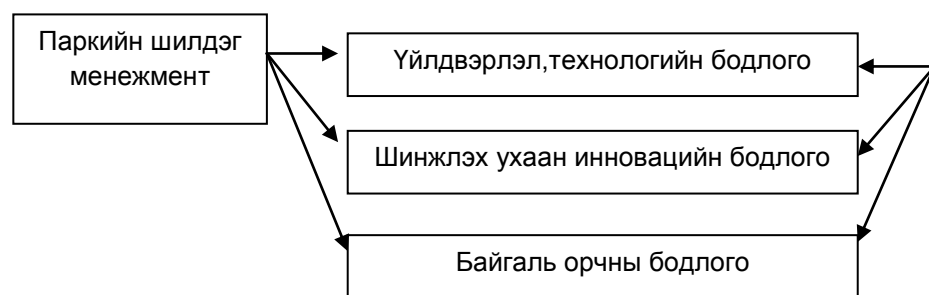 Паркийн шилдэг
менежмент
Үйлдвэрлэл,технологийн бодлого
Шинжлэх ухаан инновацийн бодлого
Байгаль орчны бодлого